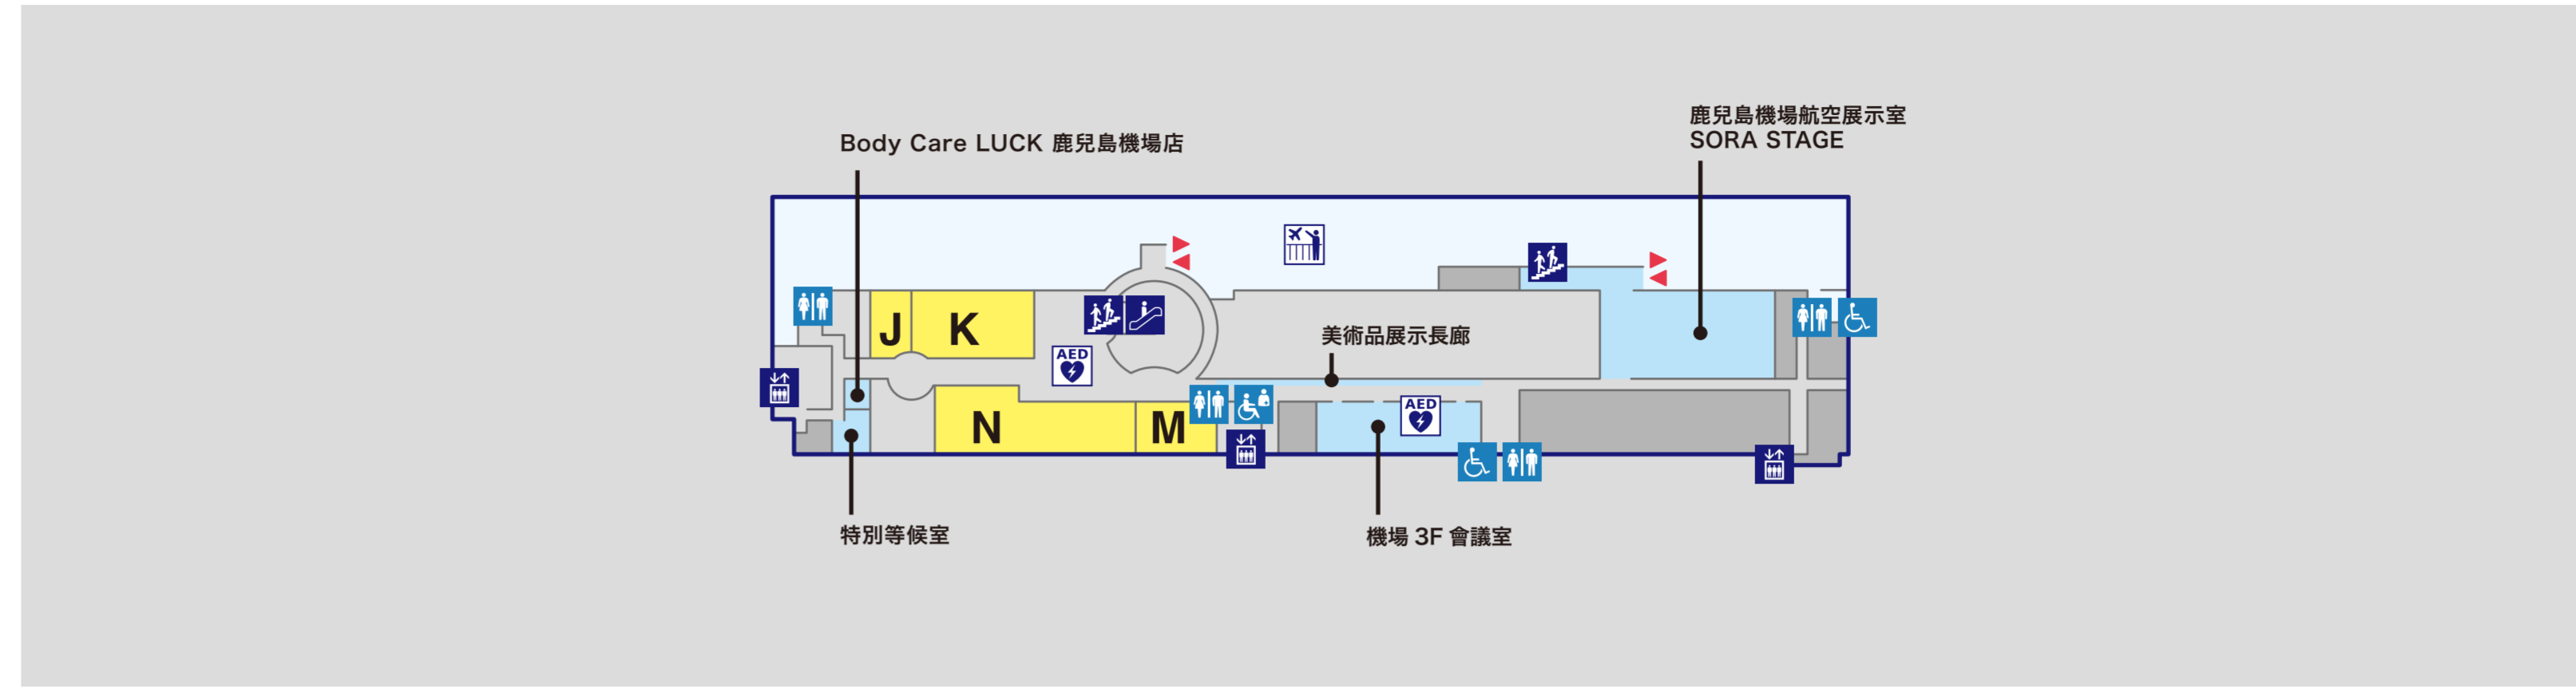 鹿兒島機場航空展示室
SORA STAGE
Body Care LUCK 鹿兒島機場店
J
K
美術品展示長廊
AED
N
M
AED
特別等候室
機場 3F 會議室